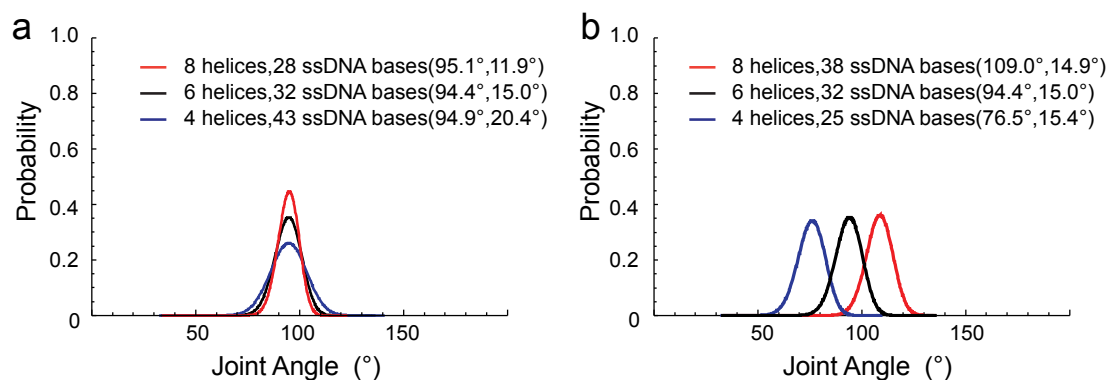 a
1.0
8 helices,28 ssDNA bases(95.1°,11.9°)
0.8
6 helices,32 ssDNA bases(94.4°,15.0°)
4 helices,43 ssDNA bases(94.9°,20.4°)
0.6
Probability
0.4
0.2
0
50 100 150
Joint Angle (°)
b
1.0
8 helices,38 ssDNA bases(109.0°,14.9°)
0.8
6 helices,32 ssDNA bases(94.4°,15.0°)
4 helices,25 ssDNA bases(76.5°,15.4°)
0.6
Probability
0.4
0.2
0
50 100 150
Joint Angle (°)